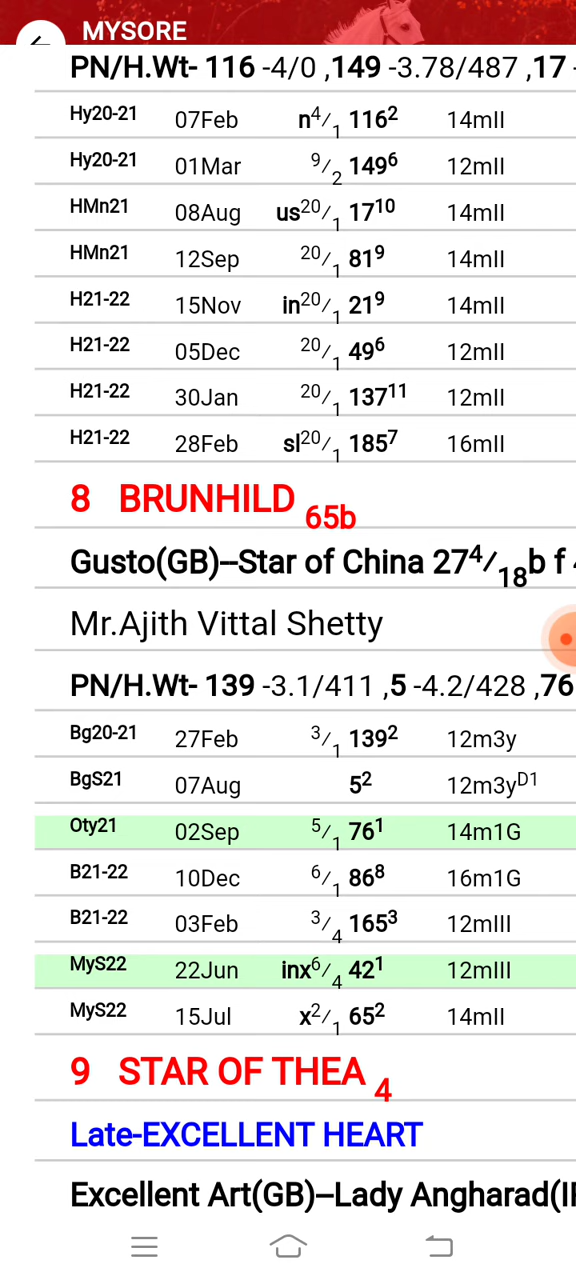 MYSORE
PN/H.Wt- 116 -4/0 ,149 -3.78/487 ,17 -
Hy20-21 07Feb n4/1 116² 14mII
Hy20-21 01Mar 9/2 149⁶ 12mII
HMn21 08Aug us20/1 17¹⁰ 14mII
HMn21 12Sep 20/1 81⁹ 14mII
H21-22 15Nov in20/1 21⁹ 14mII
H21-22 05Dec 20/1 49⁶ 12mII
H21-22 30Jan 20/1 137¹¹ 12mII
H21-22 28Feb sl20/1 185⁷ 16mII
8 BRUNHILD 65b
Gusto(GB)--Star of China 27⁴/18b f
Mr.Ajith Vittal Shetty
PN/H.Wt- 139 -3.1/411 ,5 -4.2/428 ,76
Bg20-21 27Feb 3/1 139² 12m3y
BgS21 07Aug 5² 12m3yD1
Oty21 02Sep 5/1 76¹ 14m1G
B21-22 10Dec 6/1 86⁸ 16m1G
B21-22 03Feb 3/4 165³ 12mIII
MyS22 22Jun inx6/4 42¹ 12mIII
MyS22 15Jul x2/1 65² 14mII
9 STAR OF THEA 4
Late-EXCELLENT HEART
Excellent Art(GB)--Lady Angharad(I